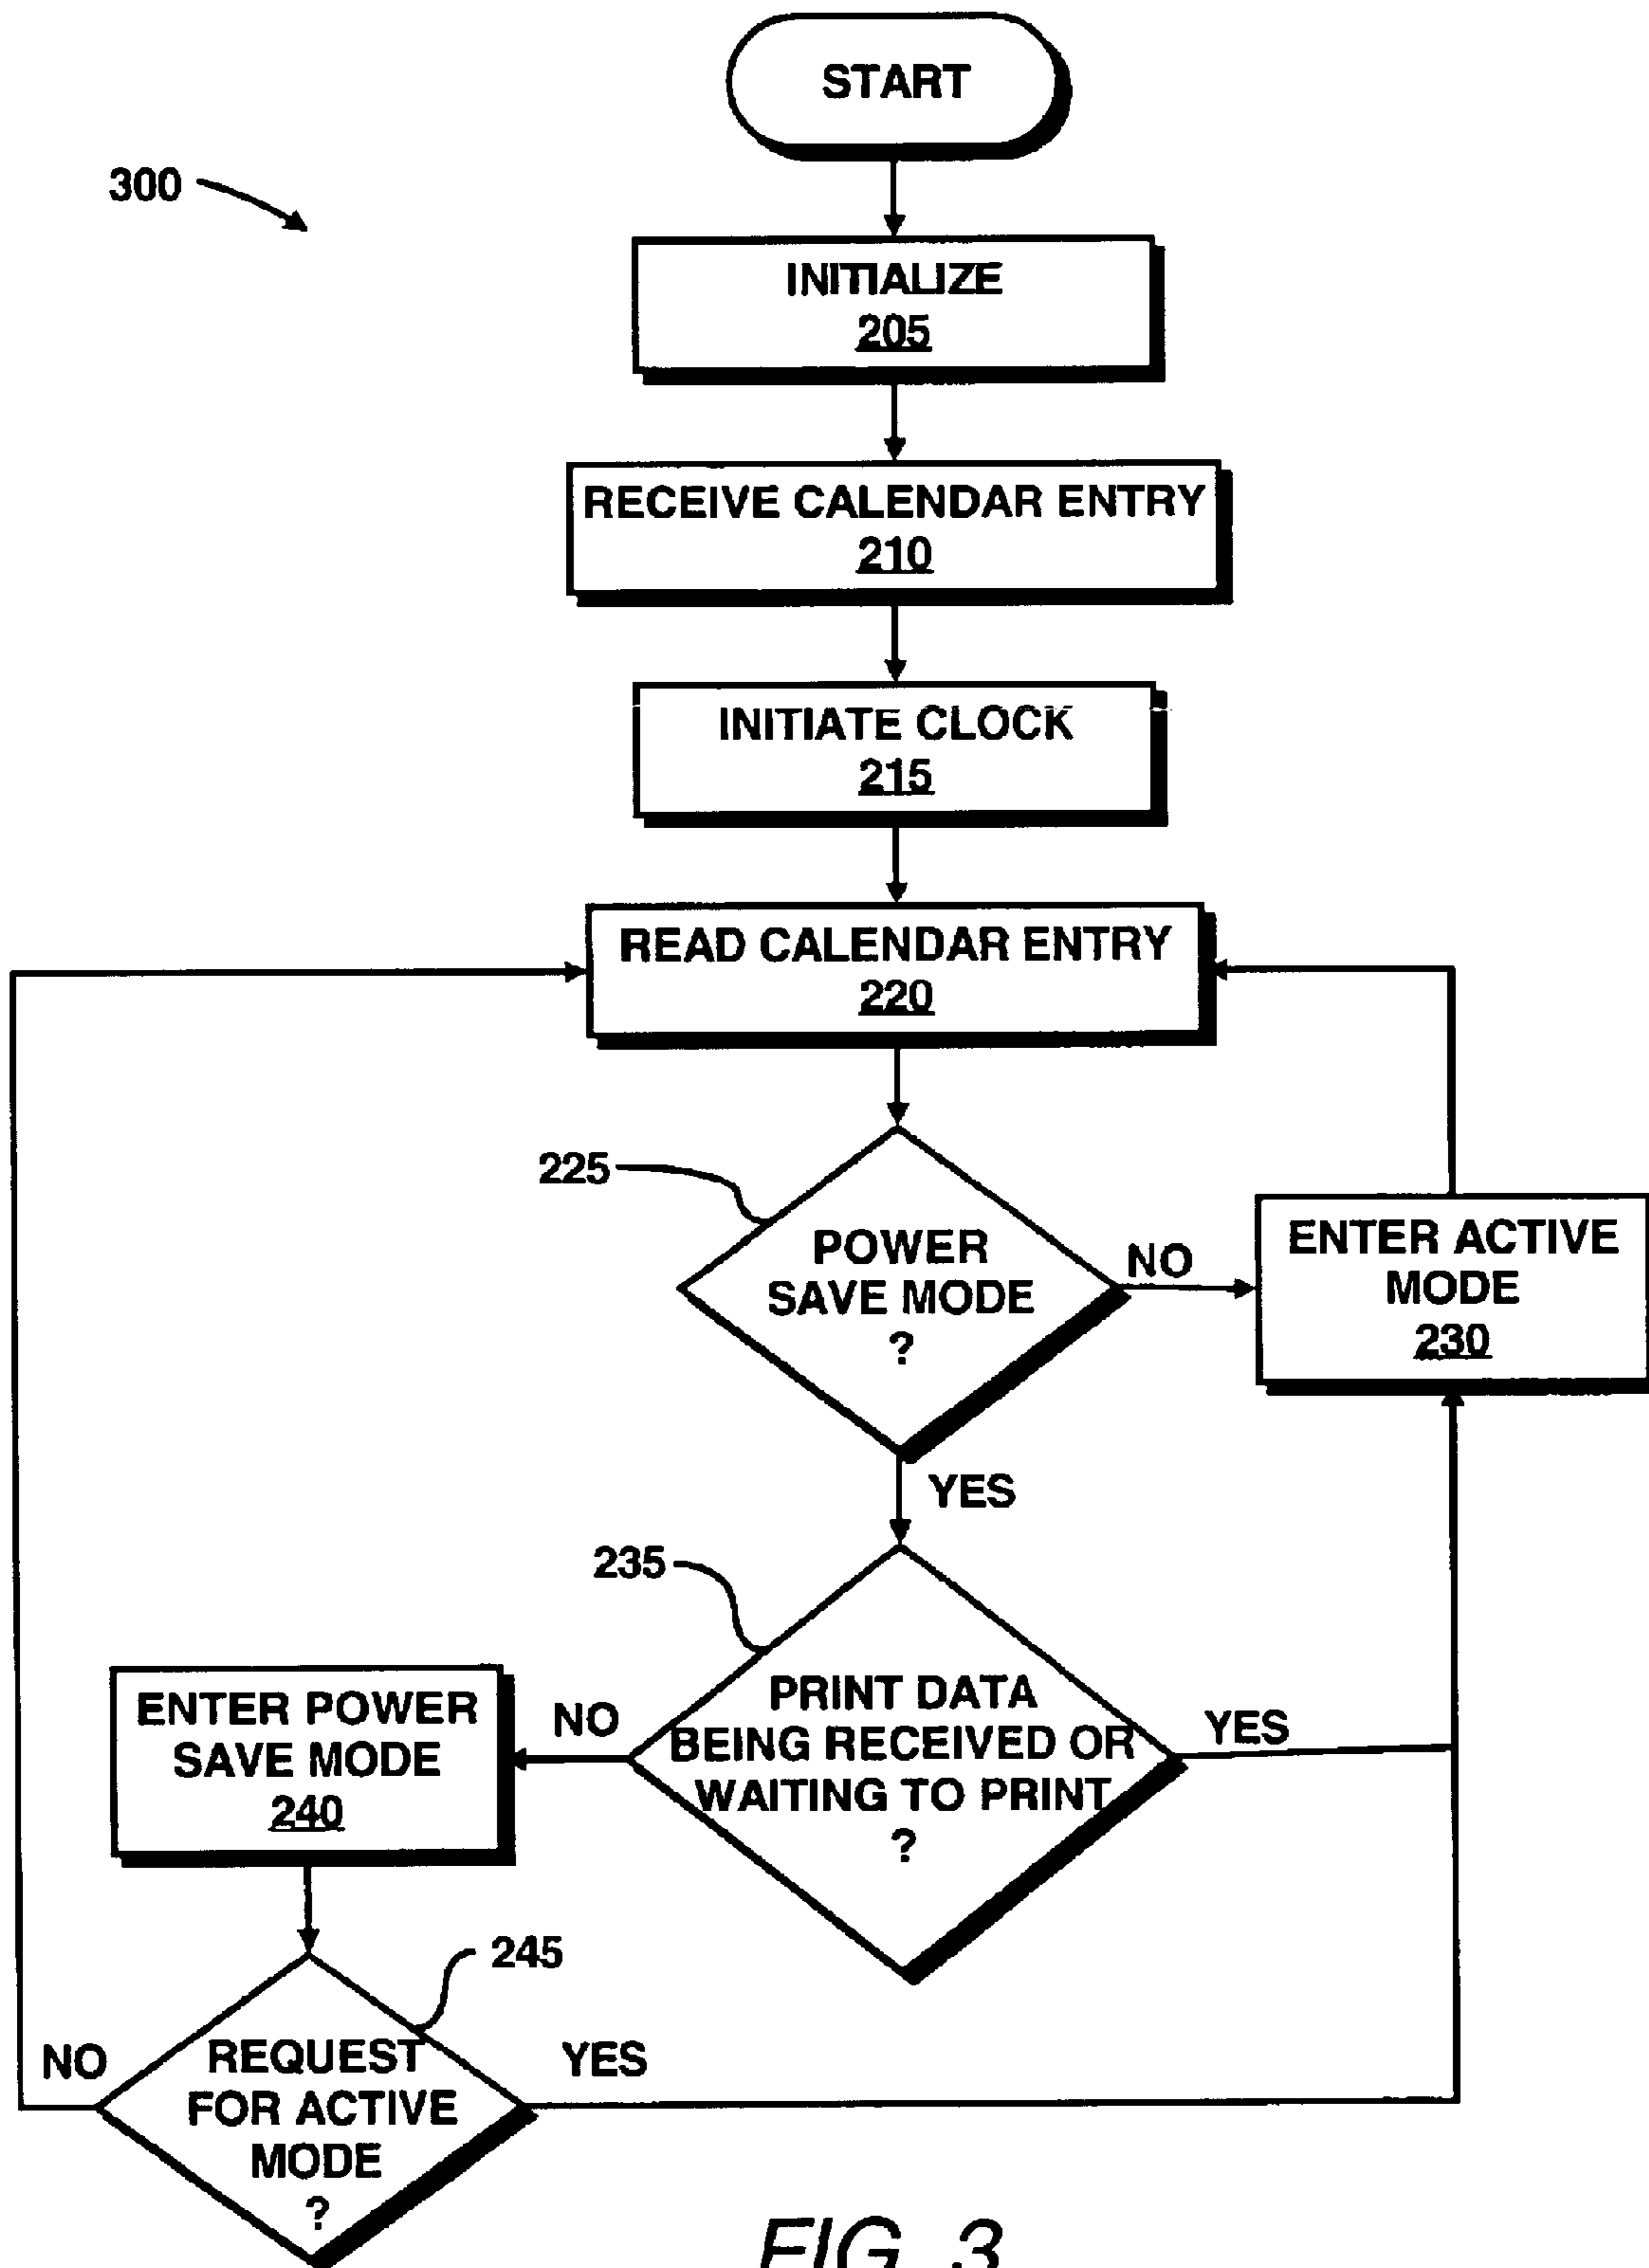 START
300
INITIALIZE
205
RECEIVE CALENDAR ENTRY
210
INITIATE CLOCK
215
READ CALENDAR ENTRY
220
225
POWER
SAVE MODE
?
NO
ENTER ACTIVE
MODE
230
YES
235
PRINT DATA
BEING RECEIVED OR
WAITING TO PRINT
?
NO
YES
ENTER POWER
SAVE MODE
240
245
REQUEST
FOR ACTIVE
MODE
?
NO
YES
FIG. 3